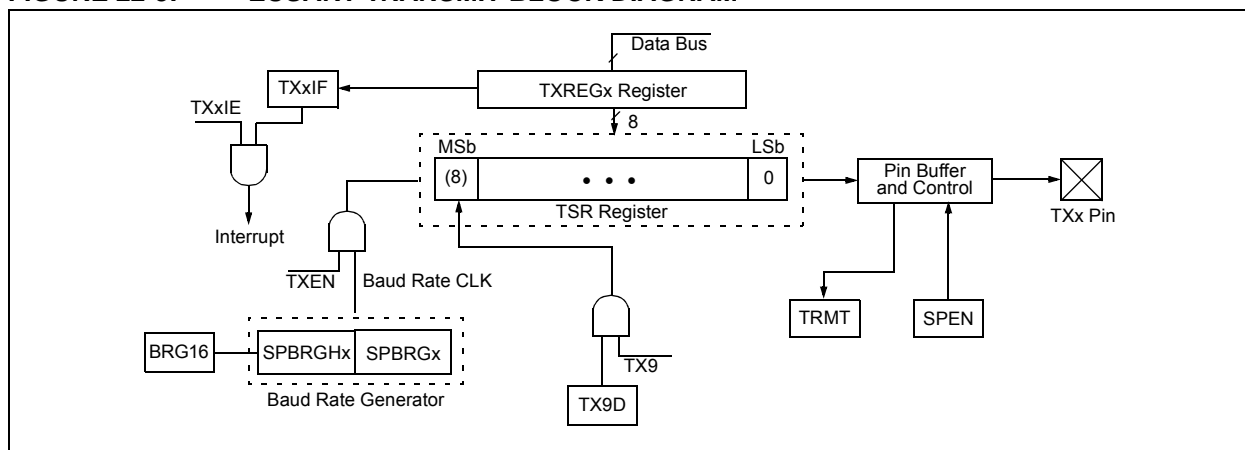 Data Bus
TXxIF
TXREGx Register
TXxIE
8
MSb
LSb
(8)
• • •
0
Pin Buffer
and Control
TSR Register
TXx Pin
Interrupt
TXEN
Baud Rate CLK
TRMT
SPEN
BRG16
SPBRGHx
SPBRGx
TX9
Baud Rate Generator
TX9D